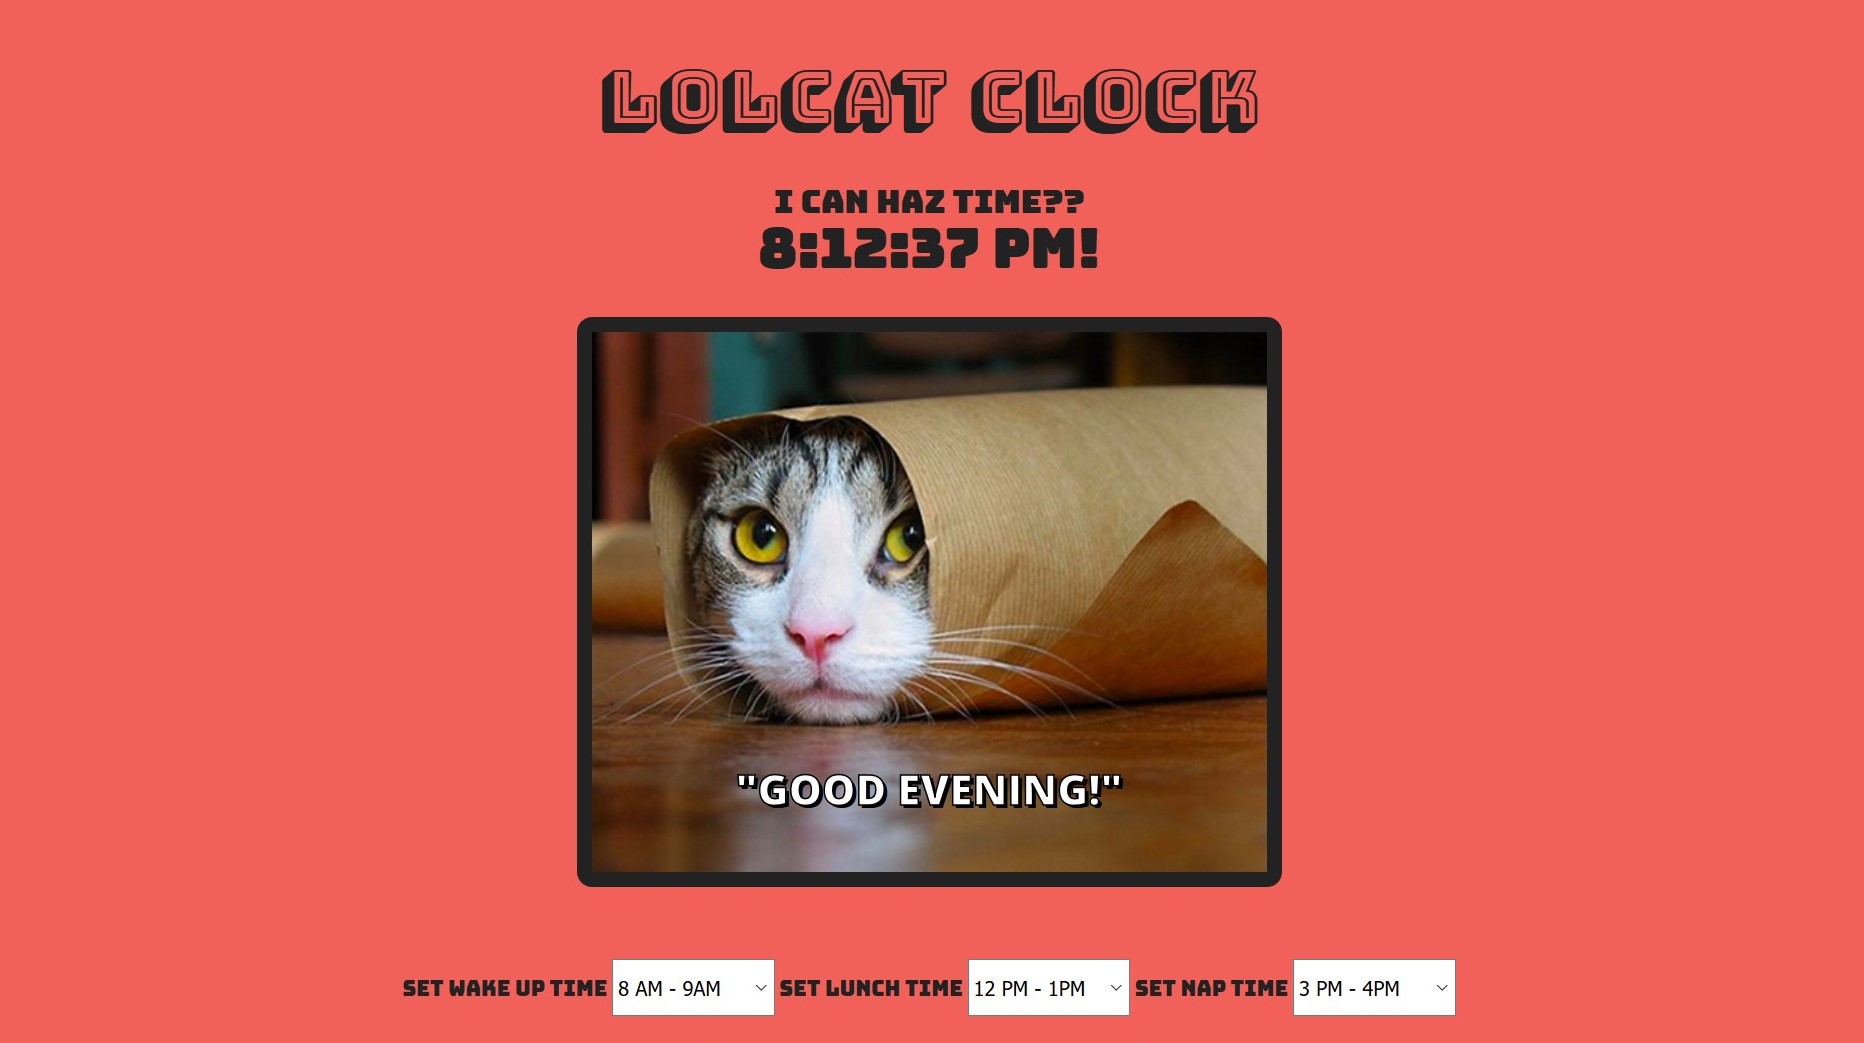 LOLCAT CLOCK
I CAN HAZ TIME??
8:12:37 PM!
"GOOD EVENING!"
SET WAKE UP TIME 8 AM - 9AM SET LUNCH TIME 12 PM - 1PM SET NAP TIME 3 PM - 4PM